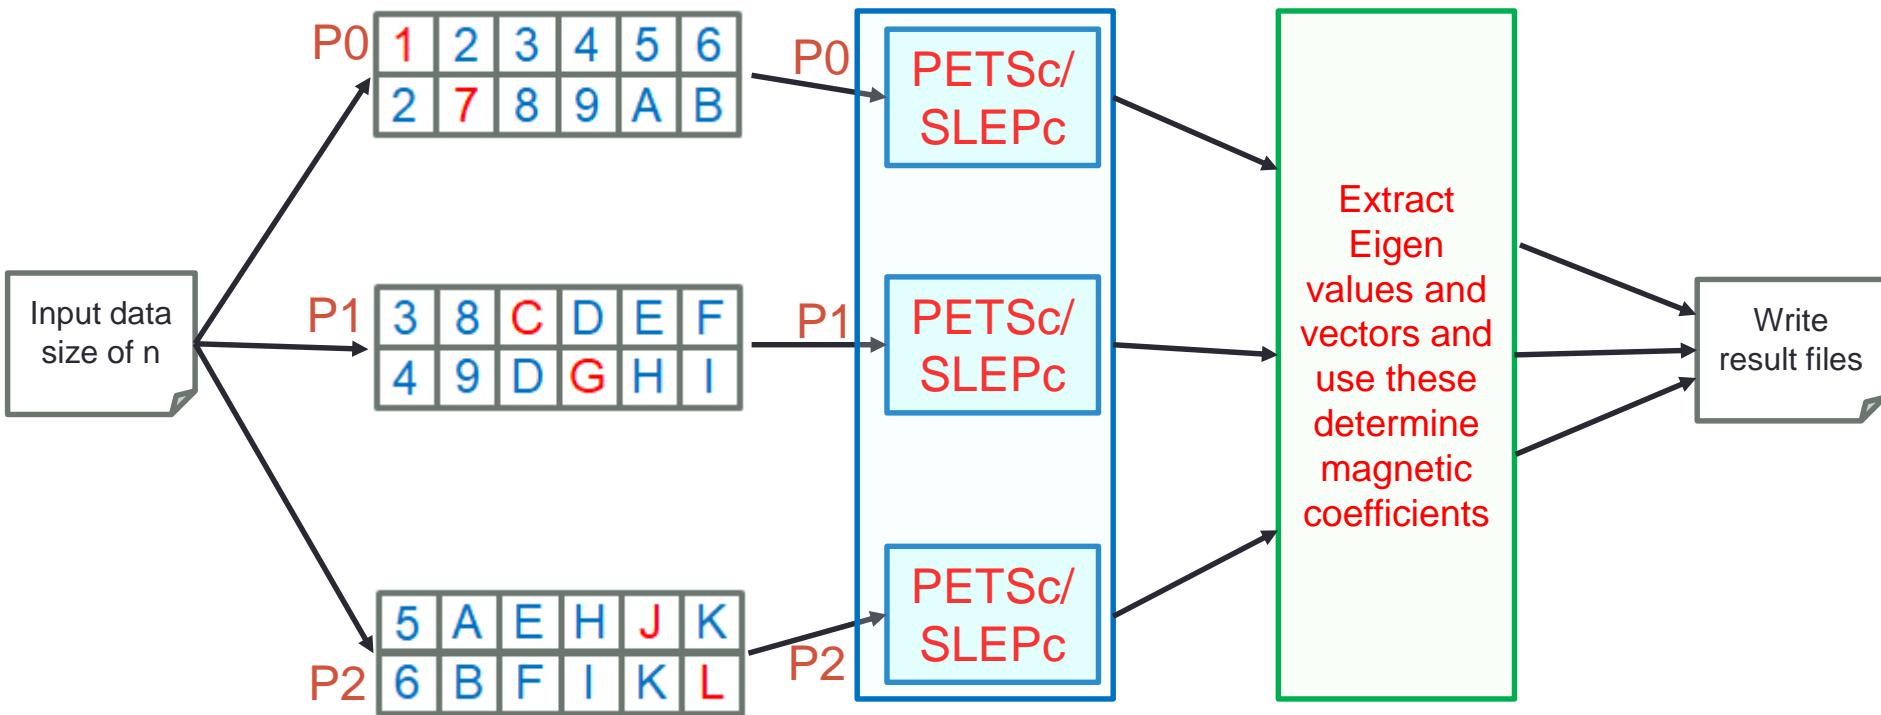 Input data
size of n
P0
1 2 3 4 5 6
2 7 8 9 A B
P1
3 8 C D E F
4 9 D G H I
P2
5 A E H J K
6 B F I K L
P0
PETSc/
SLEPc
P1
PETSc/
SLEPc
P2
PETSc/
SLEPc
Extract
Eigen
values and
vectors and
use these
determine
magnetic
coefficients
Write
result files